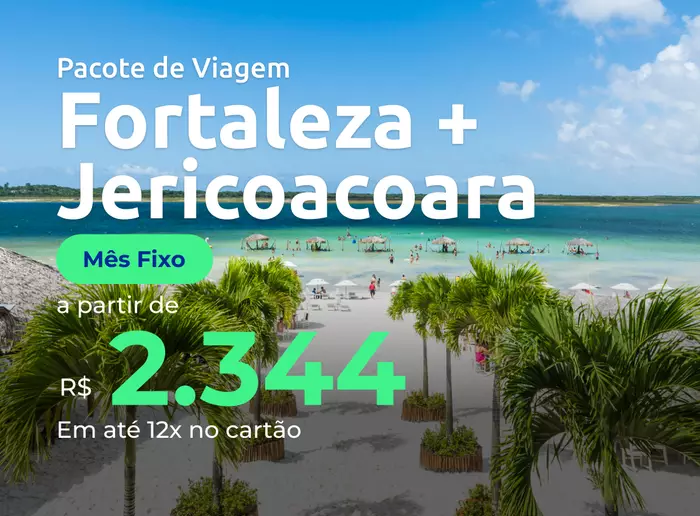 Pacote de Viagem
Fortaleza +
Jericoacoara
Mês Fixo
a partir de
R$ 2.344
Em até 12x no cartão